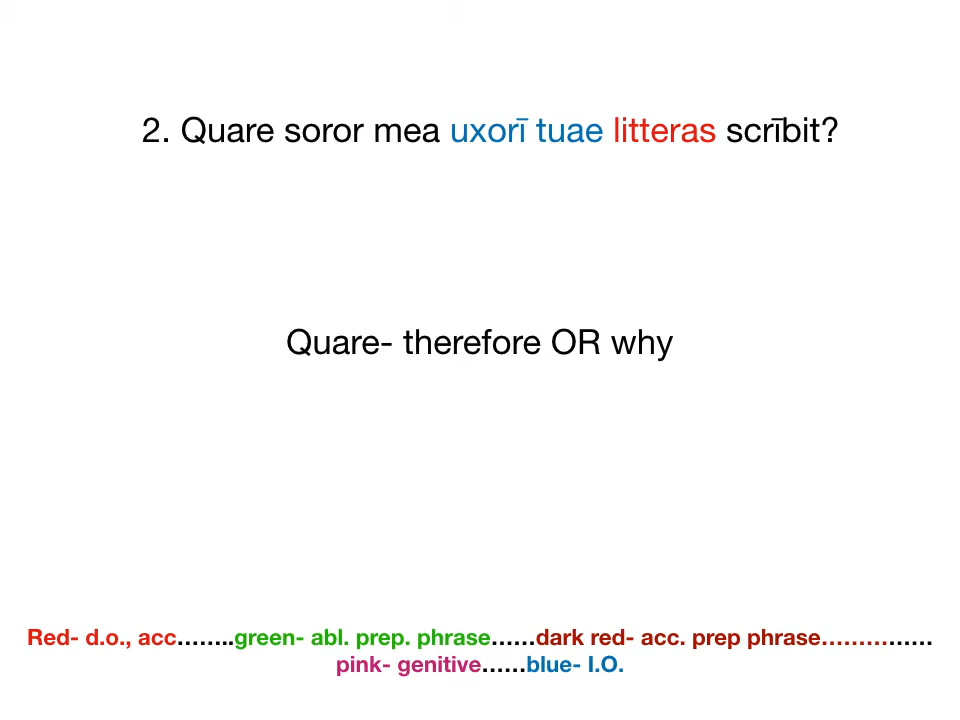 2. Quare soror mea uxorī tuae litteras scrībit?
Quare- therefore OR why
Red- d.o., acc……..green- abl. prep. phrase……dark red- acc. prep phrase……………
pink- genitive……blue- I.O.